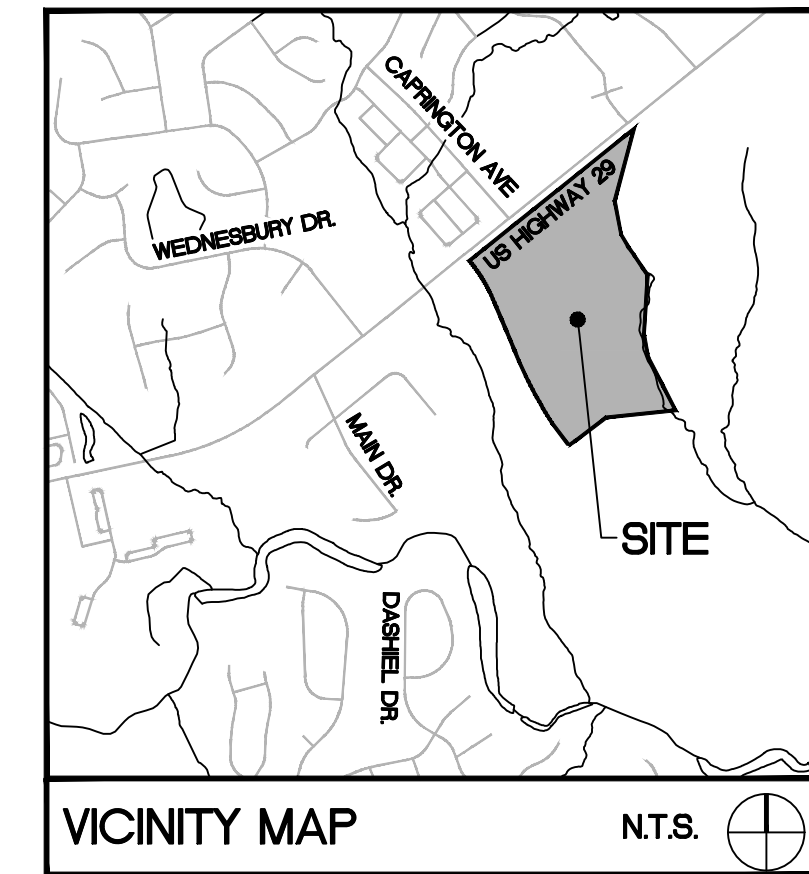 CAPRINGTON AVE
US HIGHWAY 29
WEDNESBURY DR.
MAIN DR.
SITE
DASHIEL DR.
VICINITY MAP
N.T.S.